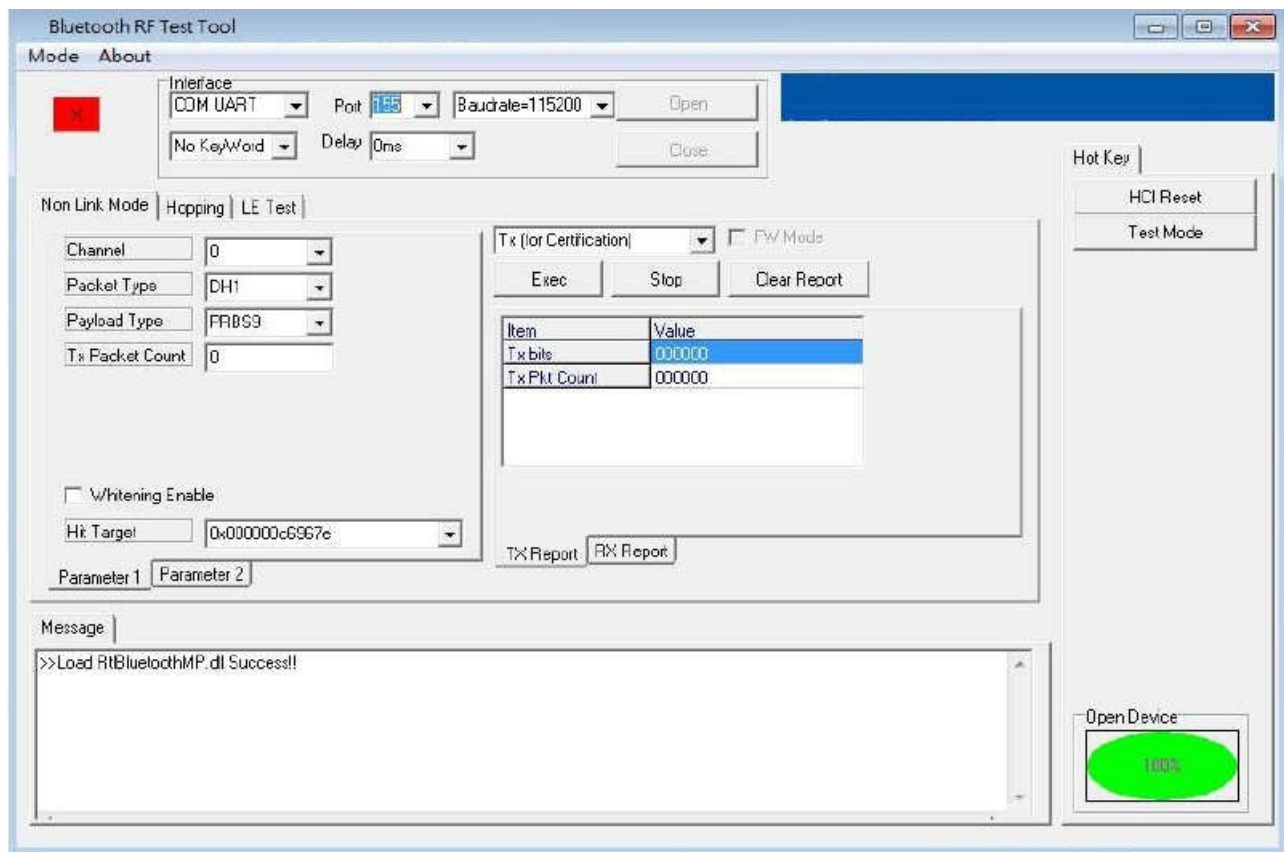 Bluetooth RF Test Tool
Mode About
Interface
COM UART Port 155 Baudrate=115200 Open
No KeyWord Delay 0ms Close
Hot Key
HCI Reset
Test Mode
Non Link Mode Hopping LE Test
Channel 0
Packet Type DH1
Payload Type PRBS9
Tx Packet Count 0
Whitening Enable
Hit Target 0x000000c6967e
Parameter 1 Parameter 2
Tx (for Certification) FW Mode
Exec Stop Clear Report
Item Value
Tx bits 000000
Tx Pkt Count 000000
TX Report RX Report
Message
>>Load RtBluetoothMP.dll Success!!
Open Device
100%